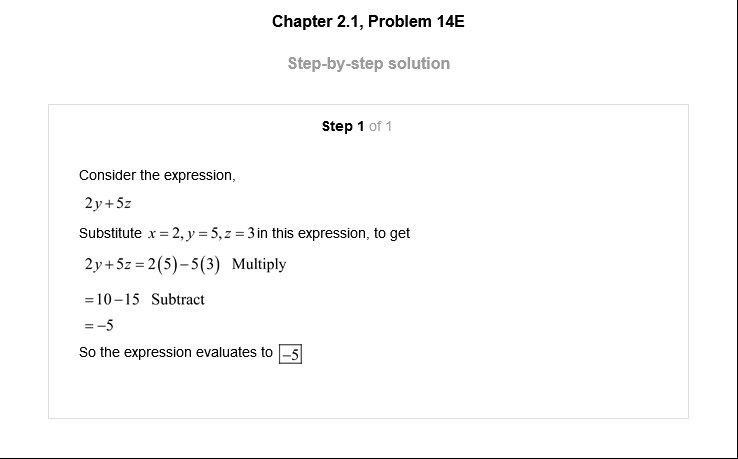 Chapter 2.1, Problem 14E
Step-by-step solution
Step 1 of 1
Consider the expression,
2y+5z
Substitute x = 2, y = 5, z = 3 in this expression, to get
2y+5z = 2(5)−5(3) Multiply
=10−15 Subtract
=−5
So the expression evaluates to −5